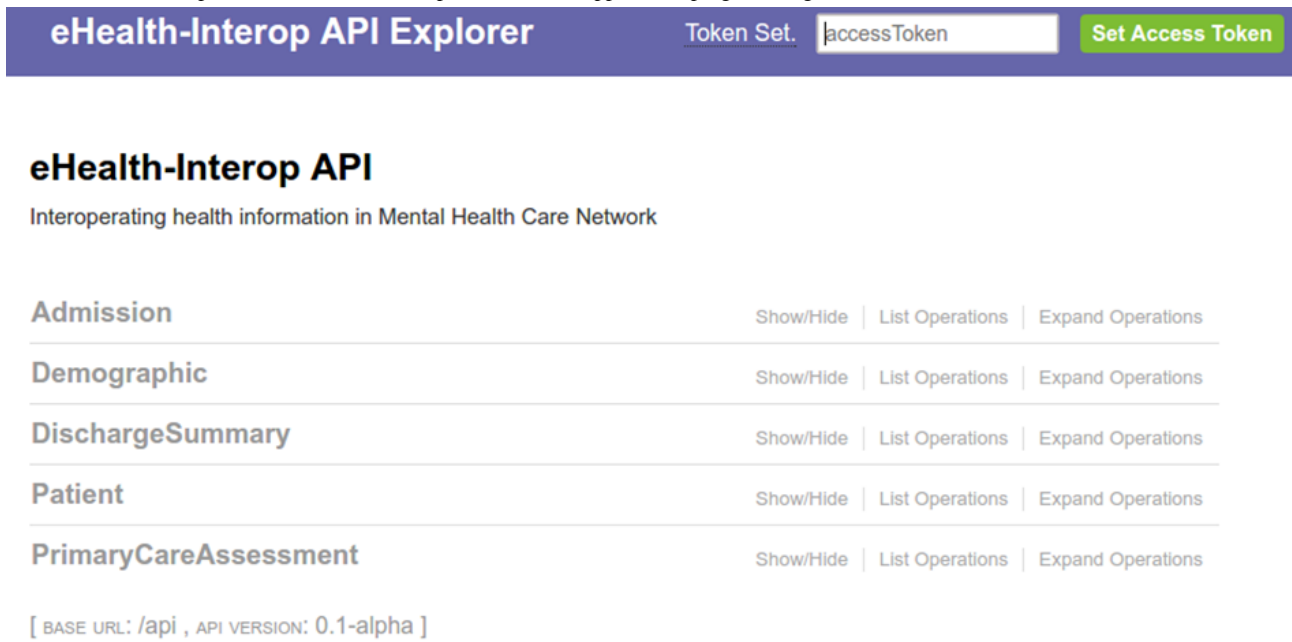 eHealth-Interop API Explorer Token Set. accessToken Set Access Token
eHealth-Interop API
Interoperating health information in Mental Health Care Network
Admission Show/Hide List Operations Expand Operations
Demographic Show/Hide List Operations Expand Operations
DischargeSummary Show/Hide List Operations Expand Operations
Patient Show/Hide List Operations Expand Operations
PrimaryCareAssessment Show/Hide List Operations Expand Operations
[ BASE URL: /api , API VERSION: 0.1-alpha ]